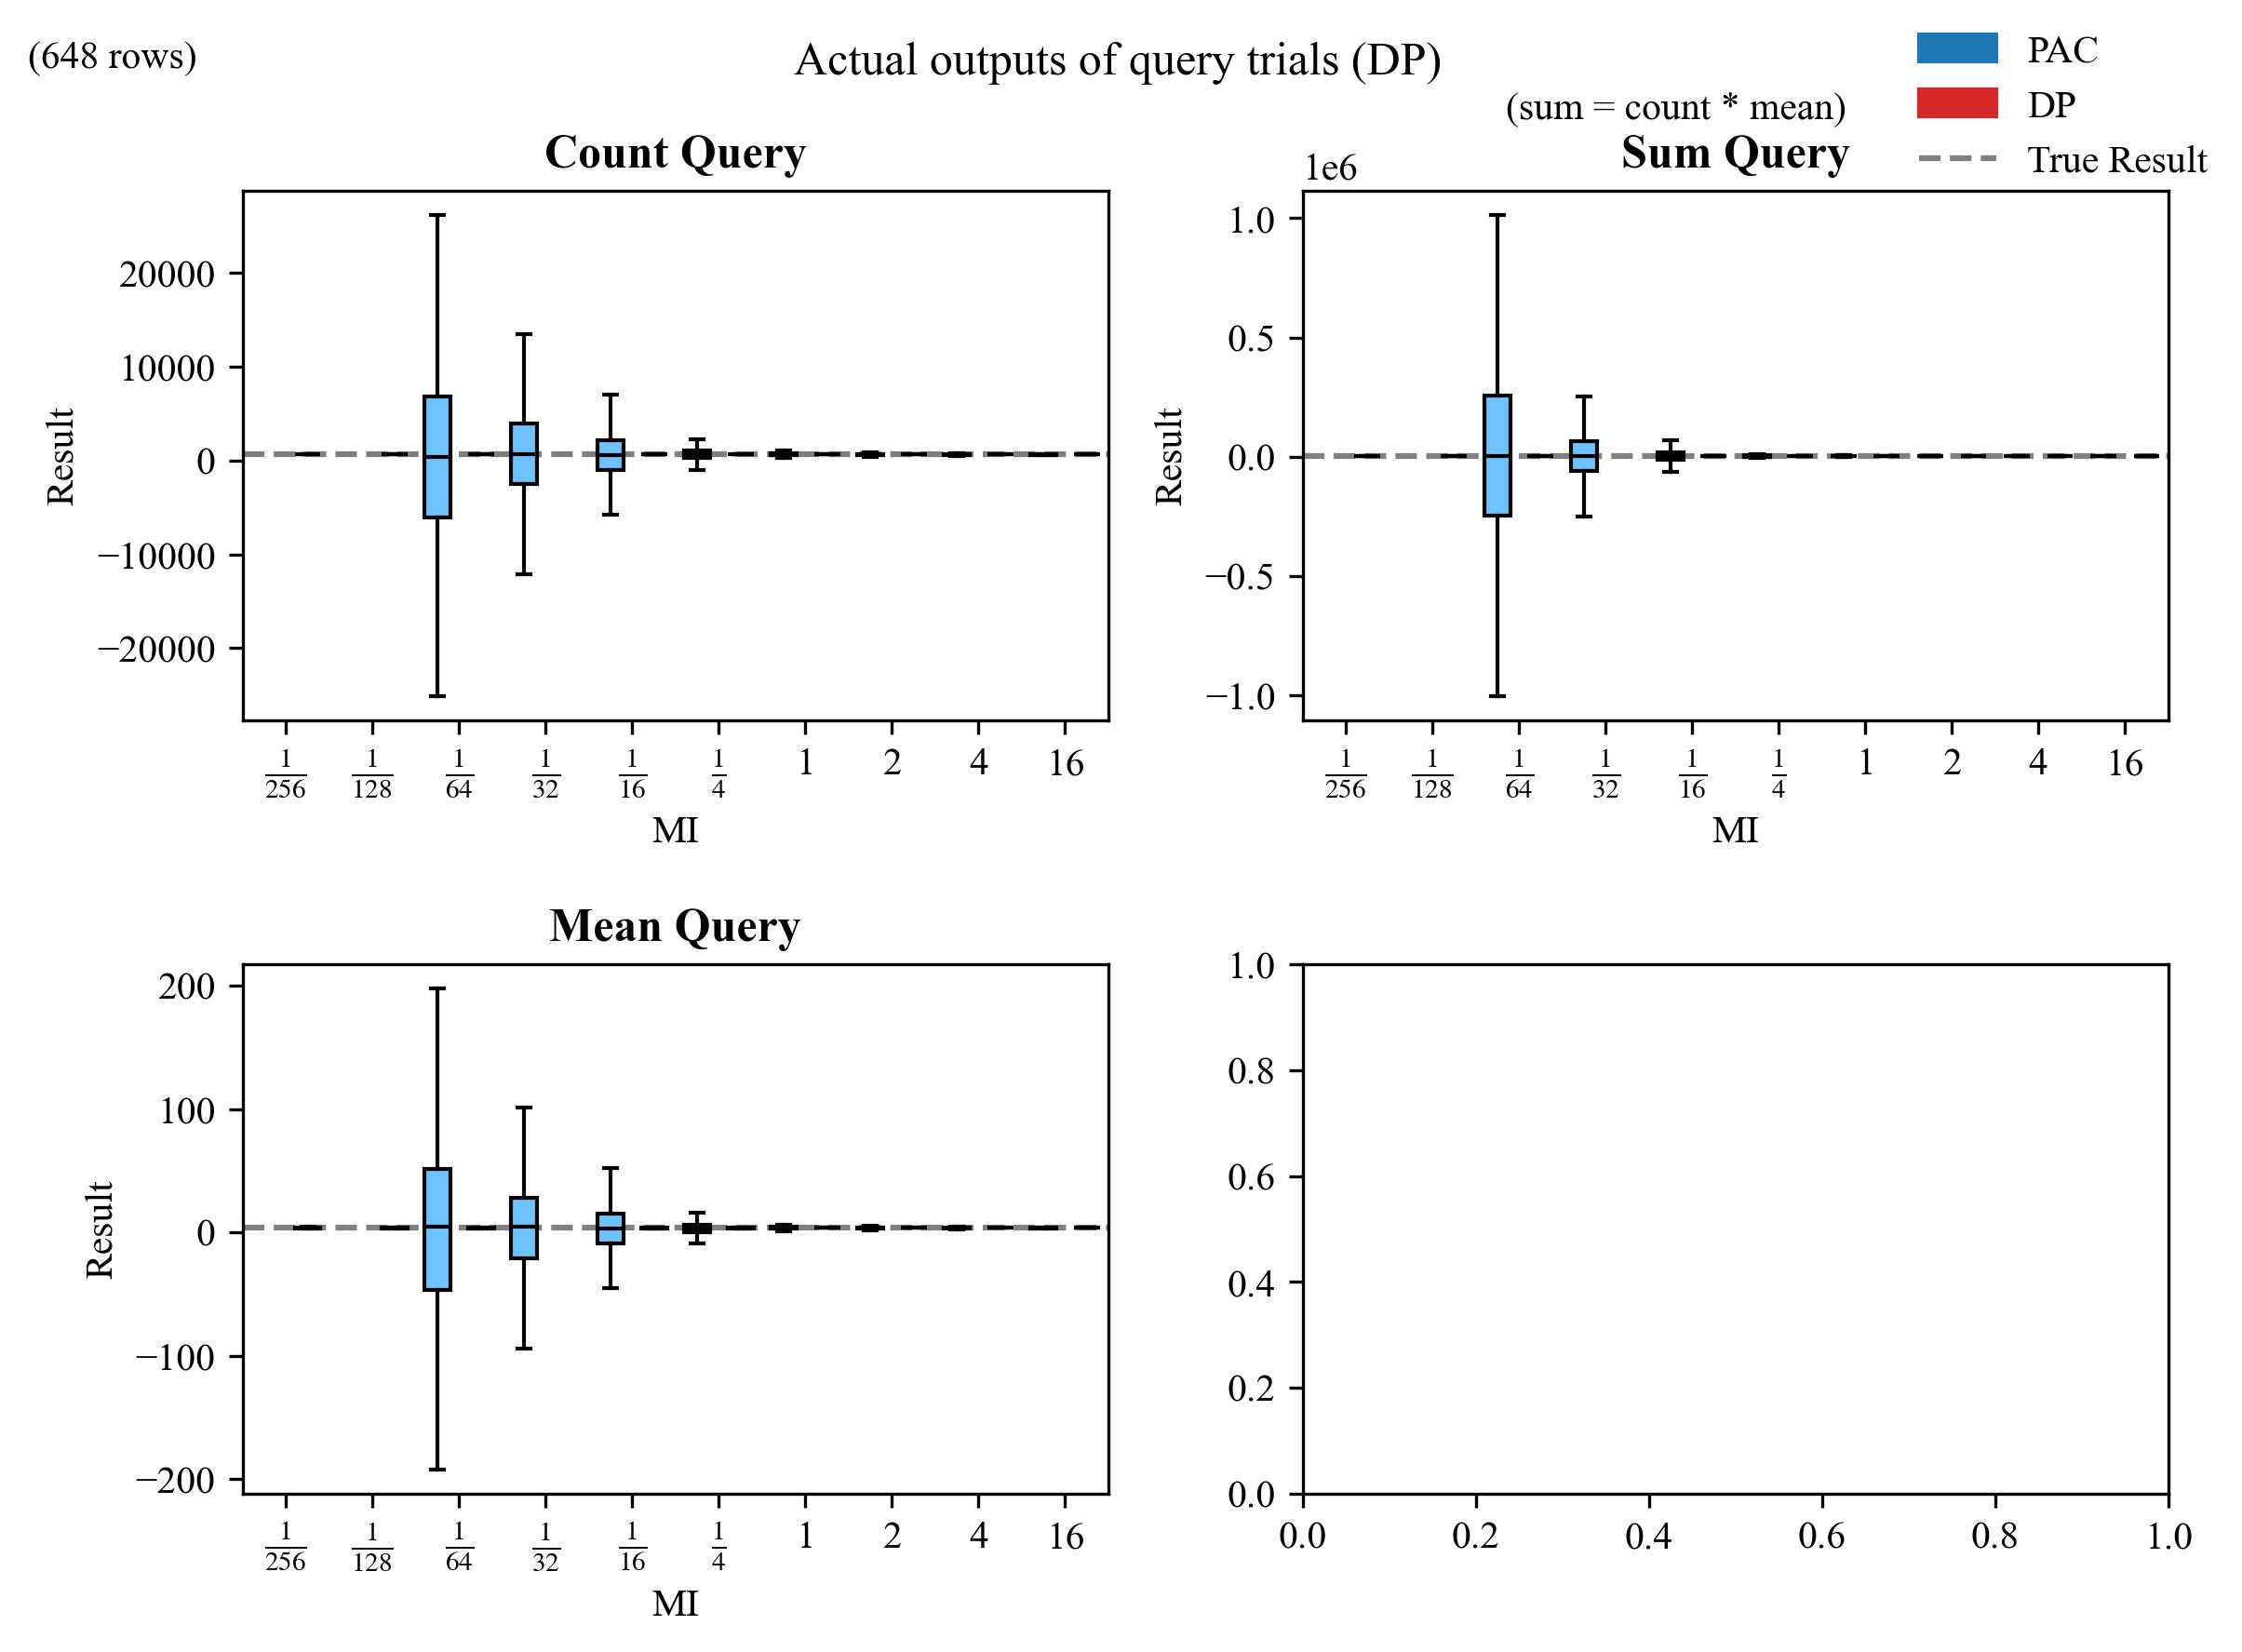 (648 rows)
Actual outputs of query trials (DP)
PAC
DP
True Result
(sum = count * mean)
Count Query
20000
10000
0
−10000
−20000
Result
1/256 1/128 1/64 1/32 1/16 1/4 1 2 4 16
MI
Sum Query
1e6
1.0
0.5
0.0
−0.5
−1.0
Result
1/256 1/128 1/64 1/32 1/16 1/4 1 2 4 16
MI
Mean Query
200
100
0
−100
−200
Result
1/256 1/128 1/64 1/32 1/16 1/4 1 2 4 16
MI
1.0
0.8
0.6
0.4
0.2
0.0
0.0 0.2 0.4 0.6 0.8 1.0